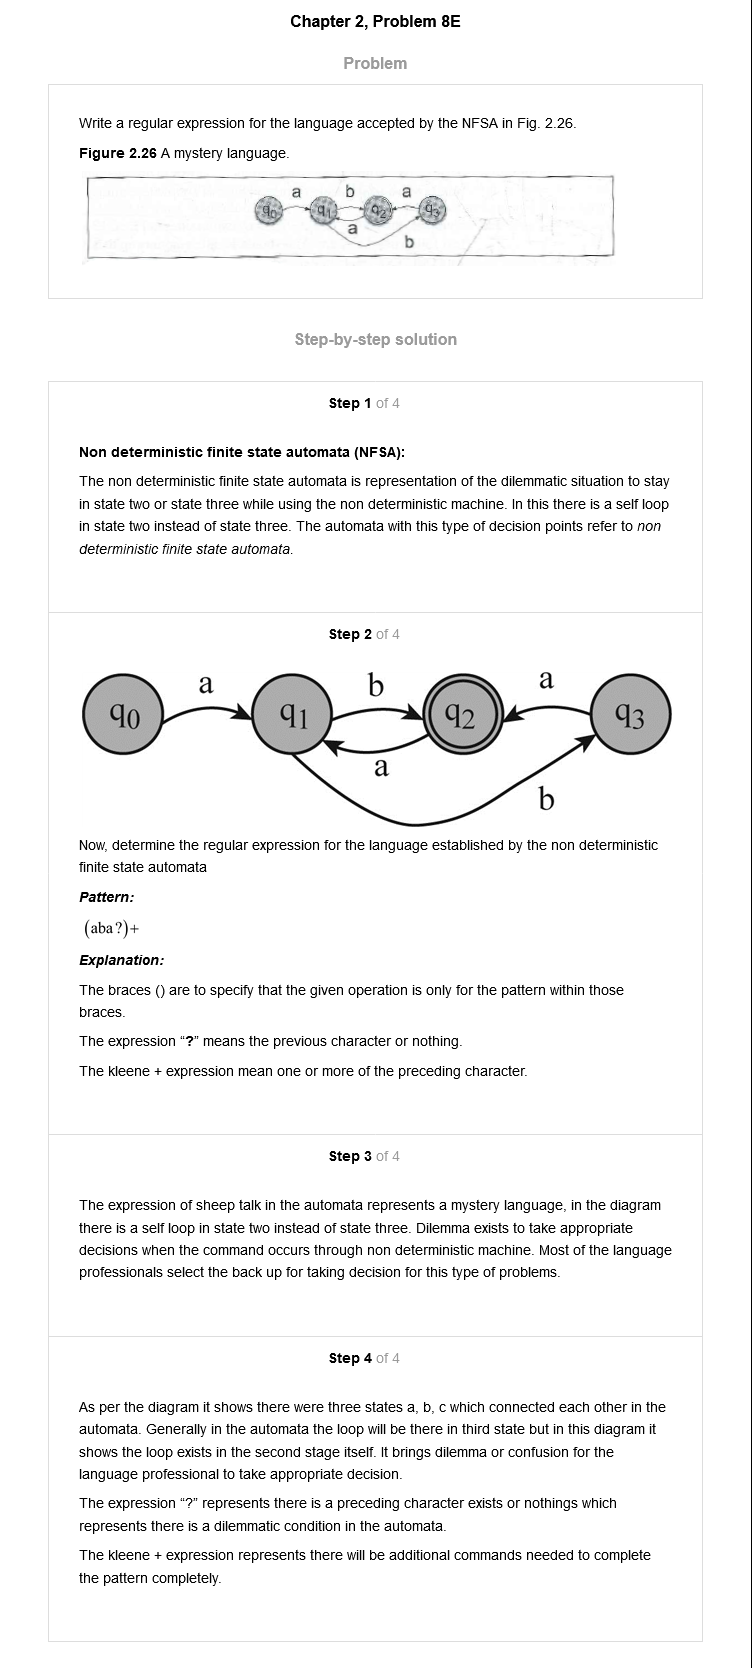 Chapter 2, Problem 8E
Problem
Write a regular expression for the language accepted by the NFSA in Fig. 2.26.
Figure 2.26 A mystery language.
a b a
q0 q1 q2 q3
a
b
Step-by-step solution
Step 1 of 4
Non deterministic finite state automata (NFSA):
The non deterministic finite state automata is representation of the dilemmatic situation to stay
in state two or state three while using the non deterministic machine. In this there is a self loop
in state two instead of state three. The automata with this type of decision points refer to non
deterministic finite state automata.
Step 2 of 4
a b a
q0 q1 q2 q3
a
b
Now, determine the regular expression for the language established by the non deterministic
finite state automata
Pattern:
(aba?)+
Explanation:
The braces () are to specify that the given operation is only for the pattern within those
braces.
The expression “?” means the previous character or nothing.
The kleene + expression mean one or more of the preceding character.
Step 3 of 4
The expression of sheep talk in the automata represents a mystery language, in the diagram
there is a self loop in state two instead of state three. Dilemma exists to take appropriate
decisions when the command occurs through non deterministic machine. Most of the language
professionals select the back up for taking decision for this type of problems.
Step 4 of 4
As per the diagram it shows there were three states a, b, c which connected each other in the
automata. Generally in the automata the loop will be there in third state but in this diagram it
shows the loop exists in the second stage itself. It brings dilemma or confusion for the
language professional to take appropriate decision.
The expression “?” represents there is a preceding character exists or nothings which
represents there is a dilemmatic condition in the automata.
The kleene + expression represents there will be additional commands needed to complete
the pattern completely.